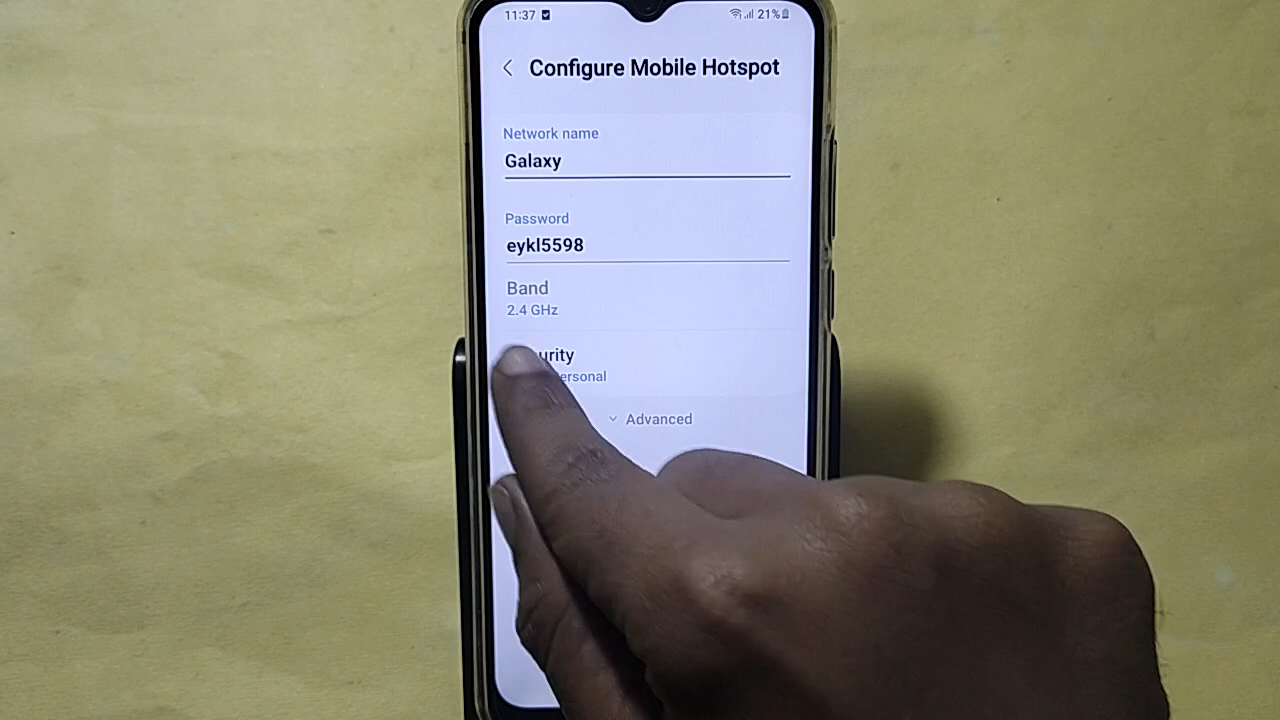 11:37 21%
Configure Mobile Hotspot
Network name
Galaxy
Password
eykl5598
Band
2.4 GHz
urity
ersonal
Advanced